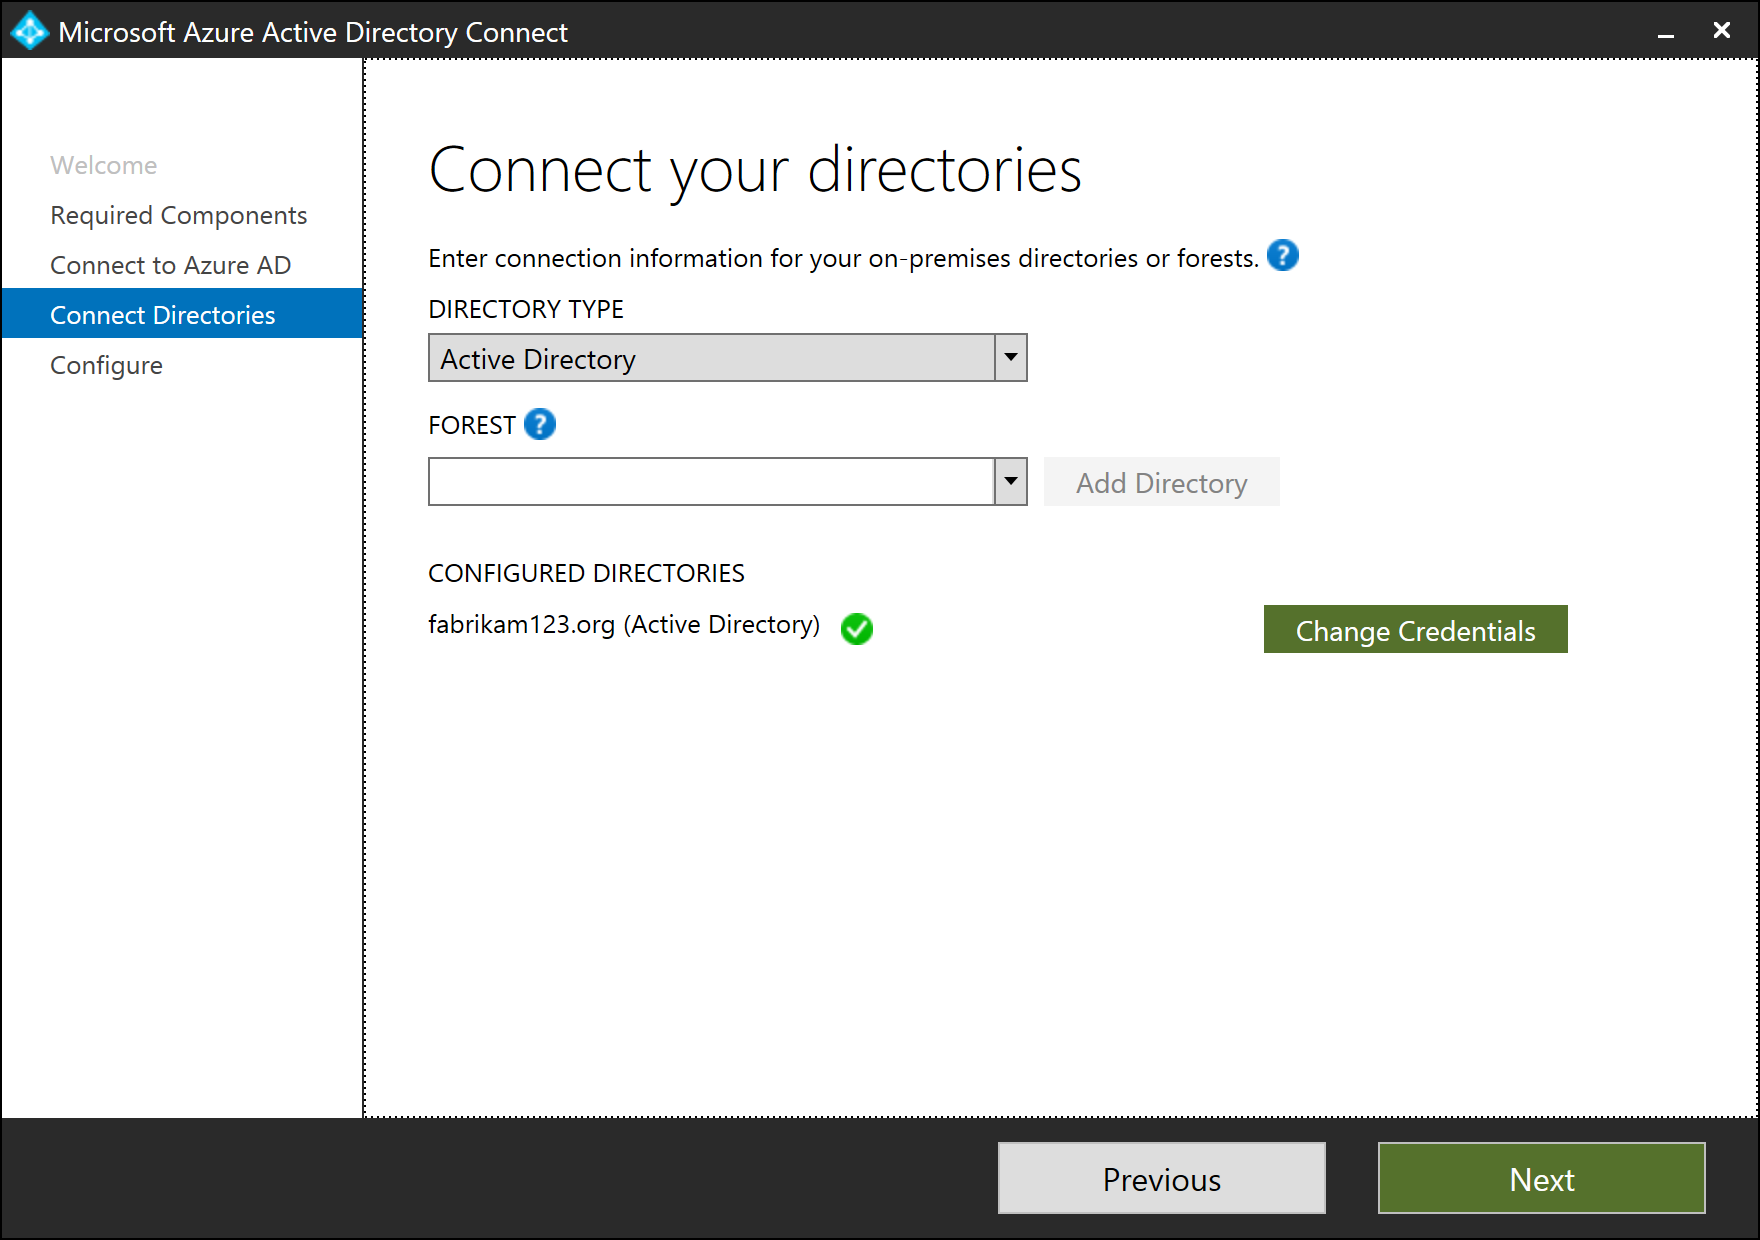 Microsoft Azure Active Directory Connect
Welcome
Required Components
Connect to Azure AD
Connect Directories
Configure
Connect your directories
Enter connection information for your on-premises directories or forests. ?
DIRECTORY TYPE
Active Directory
FOREST ?
Add Directory
CONFIGURED DIRECTORIES
fabrikam123.org (Active Directory)
Change Credentials
Previous
Next